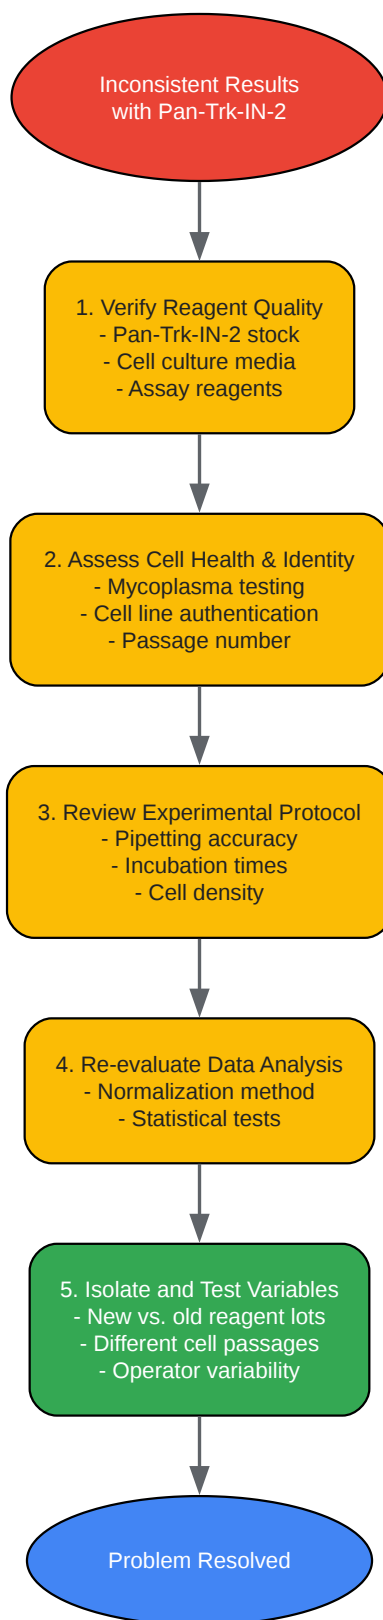 Inconsistent Results
with Pan-Trk-IN-2
1. Verify Reagent Quality
- Pan-Trk-IN-2 stock
- Cell culture media
- Assay reagents
2. Assess Cell Health & Identity
- Mycoplasma testing
- Cell line authentication
- Passage number
3. Review Experimental Protocol
- Pipetting accuracy
- Incubation times
- Cell density
4. Re-evaluate Data Analysis
- Normalization method
- Statistical tests
5. Isolate and Test Variables
- New vs. old reagent lots
- Different cell passages
- Operator variability
Problem Resolved